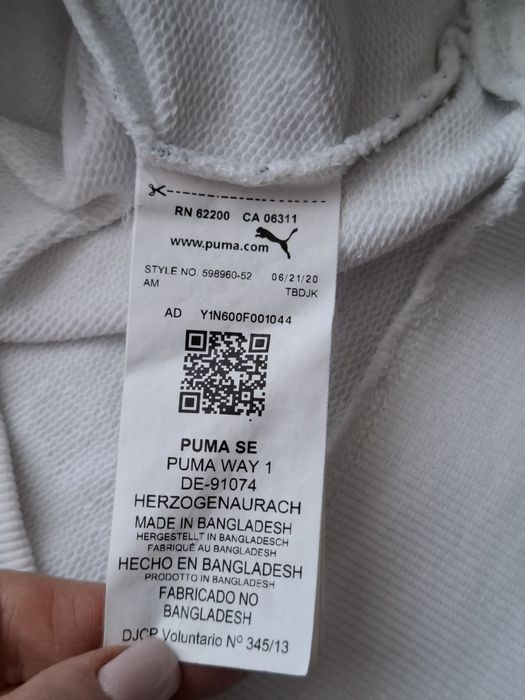 RN 62200 CA 06311
www.puma.com
STYLE NO. 598960-52 06/21/20
AM TBDJK
AD Y1N600F001044
PUMA SE
PUMA WAY 1
DE-91074
HERZOGENAURACH
MADE IN BANGLADESH
HERGESTELLT IN BANGLADESCH
FABRIQUÉ AU BANGLADESH
HECHO EN BANGLADESH
PRODOTTO IN BANGLADESH
FABRICADO NO
BANGLADESH
DJCP Voluntario Nº 345/13